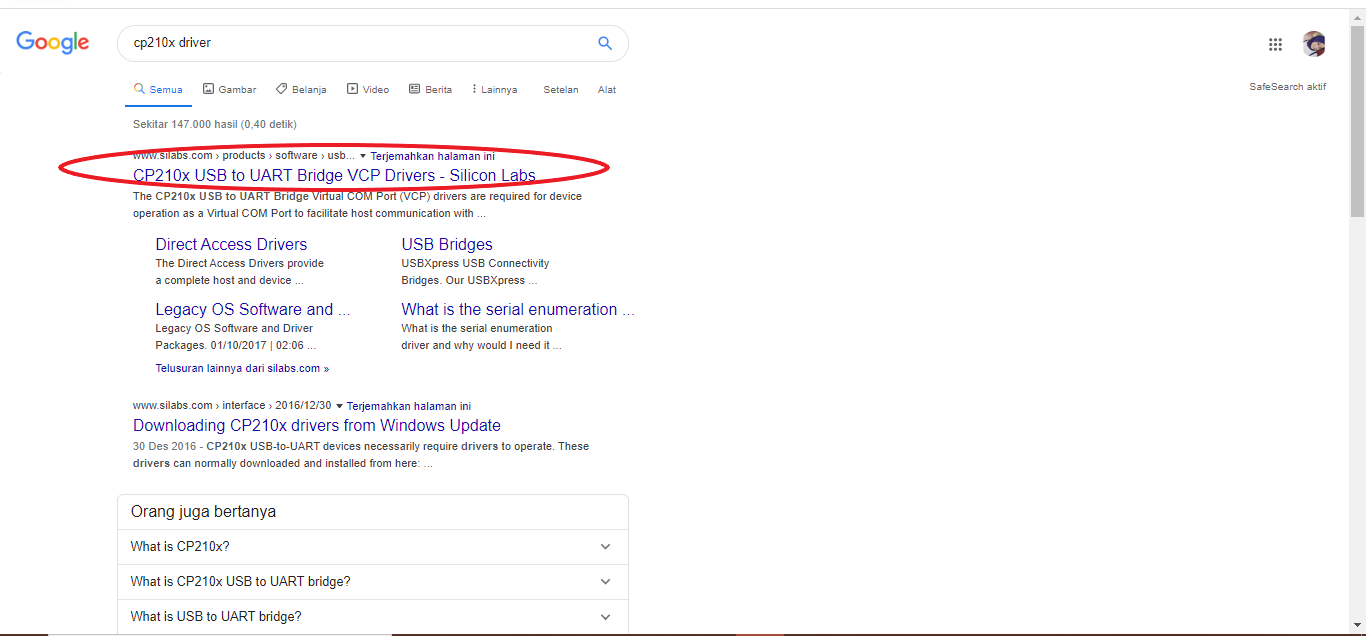 Google
cp210x driver
Semua
Gambar
Belanja
Video
Berita
Lainnya
Setelan
Alat
SafeSearch aktif
Sekitar 147.000 hasil (0,40 detik)
www.silabs.com › products › software › usb... Terjemahkan halaman ini
CP210x USB to UART Bridge VCP Drivers - Silicon Labs
The CP210x USB to UART Bridge Virtual COM Port (VCP) drivers are required for device
operation as a Virtual COM Port to facilitate host communication with ...
Direct Access Drivers
The Direct Access Drivers provide
a complete host and device ...
USB Bridges
USBXpress USB Connectivity
Bridges. Our USBXpress ...
Legacy OS Software and ...
Legacy OS Software and Driver
Packages. 01/10/2017 | 02:06 ...
What is the serial enumeration ...
What is the serial enumeration
driver and why would I need it ...
Telusuran lainnya dari silabs.com »
www.silabs.com › interface › 2016/12/30 Terjemahkan halaman ini
Downloading CP210x drivers from Windows Update
30 Des 2016 - CP210x USB-to-UART devices necessarily require drivers to operate. These
drivers can normally downloaded and installed from here: ...
Orang juga bertanya
What is CP210x?
What is CP210x USB to UART bridge?
What is USB to UART bridge?